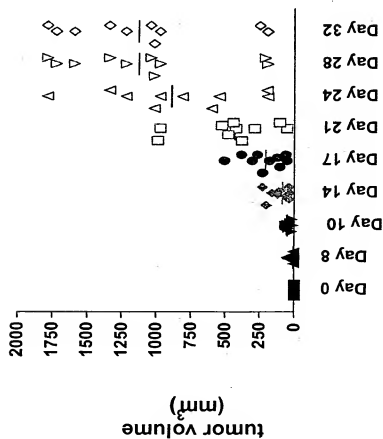 tumor volume
(mm³)
2000
1750
1500
1250
1000
750
500
250
0
Day 0
Day 8
Day 10
Day 14
Day 17
Day 21
Day 24
Day 28
Day 32